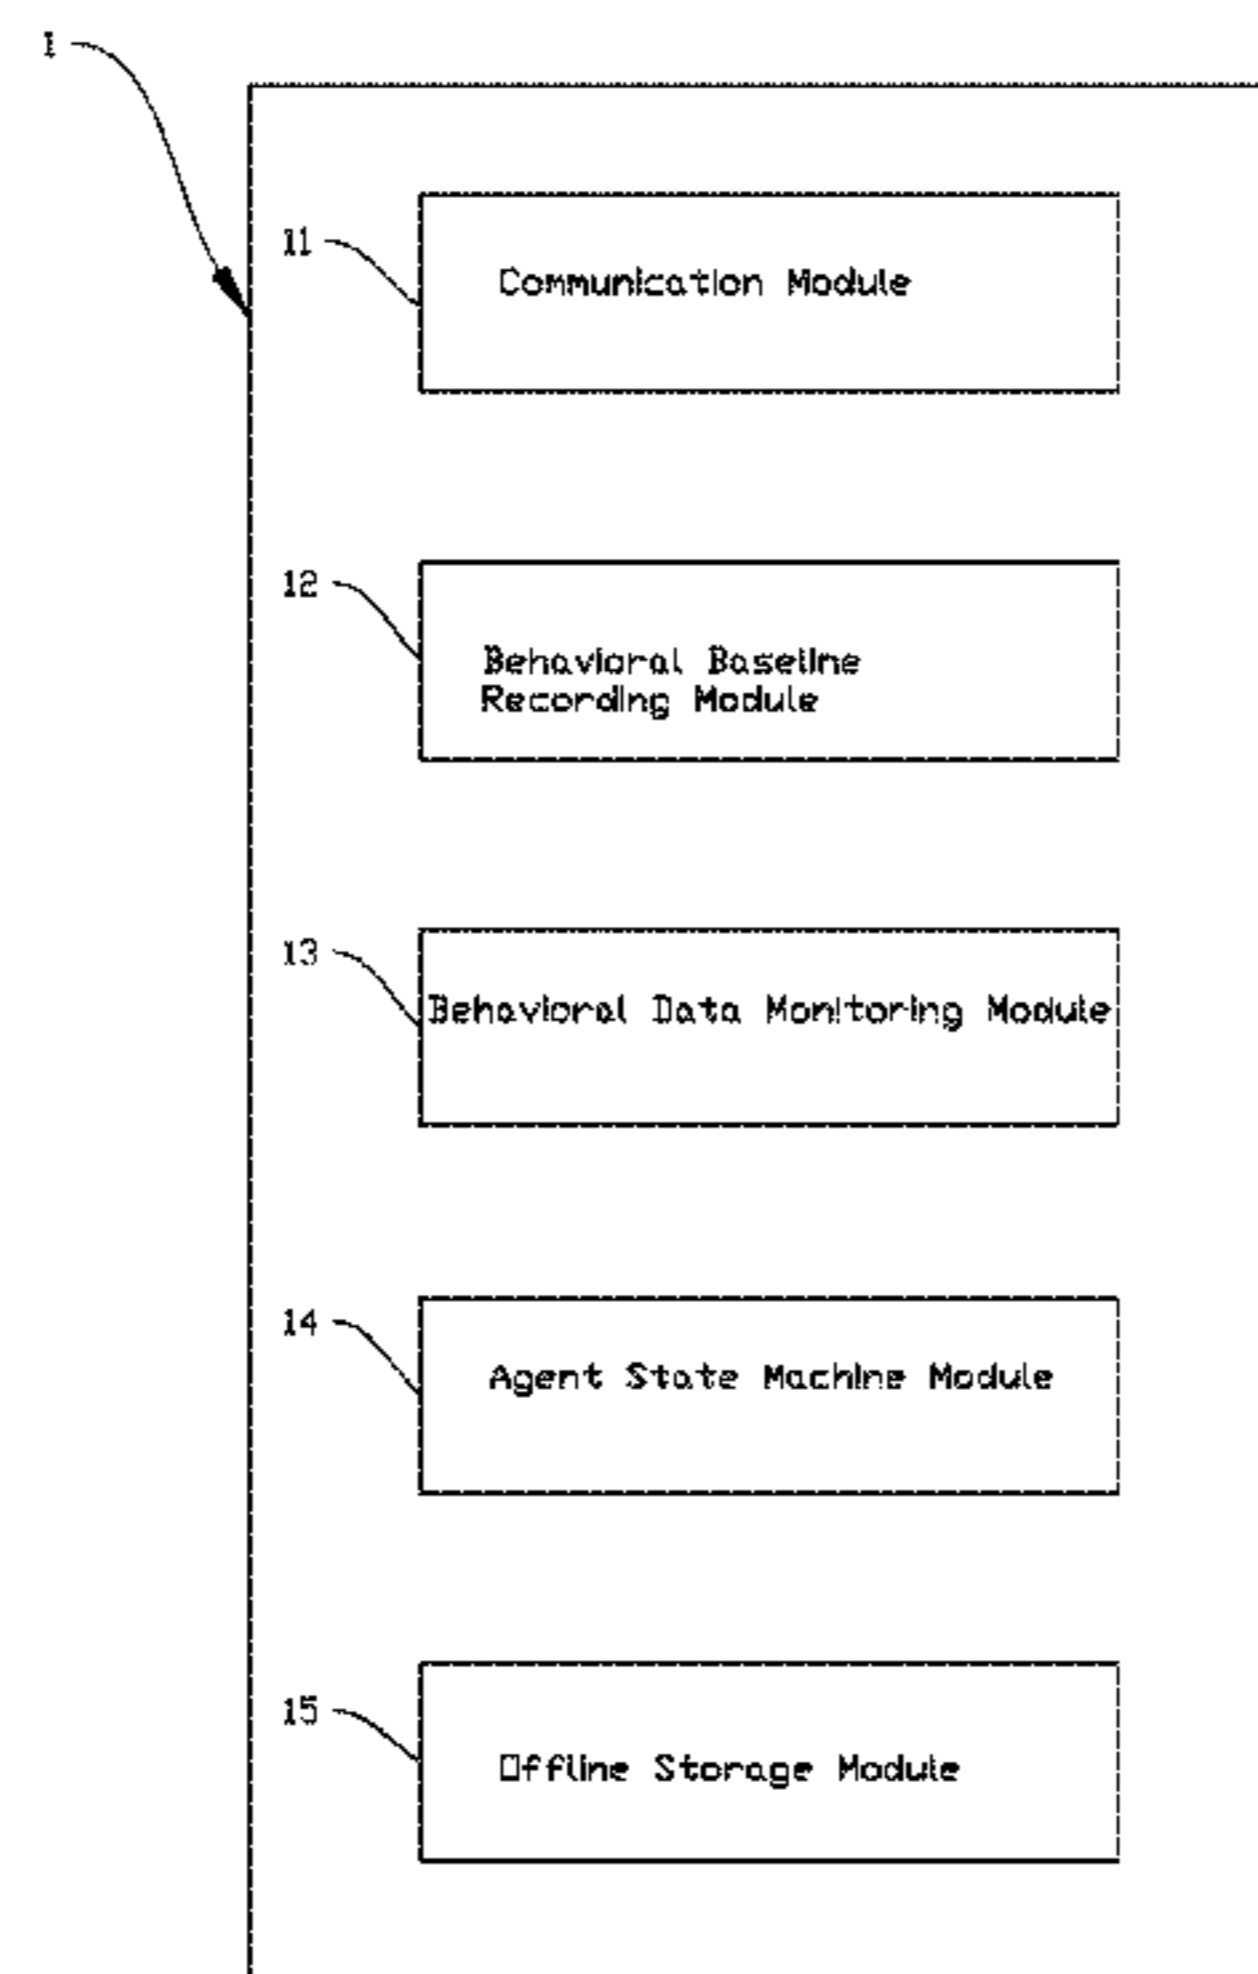 1
11
Communication Module
12
Behavioral Baseline
Recording Module
13
Behavioral Data Monitoring Module
14
Agent State Machine Module
15
Offline Storage Module